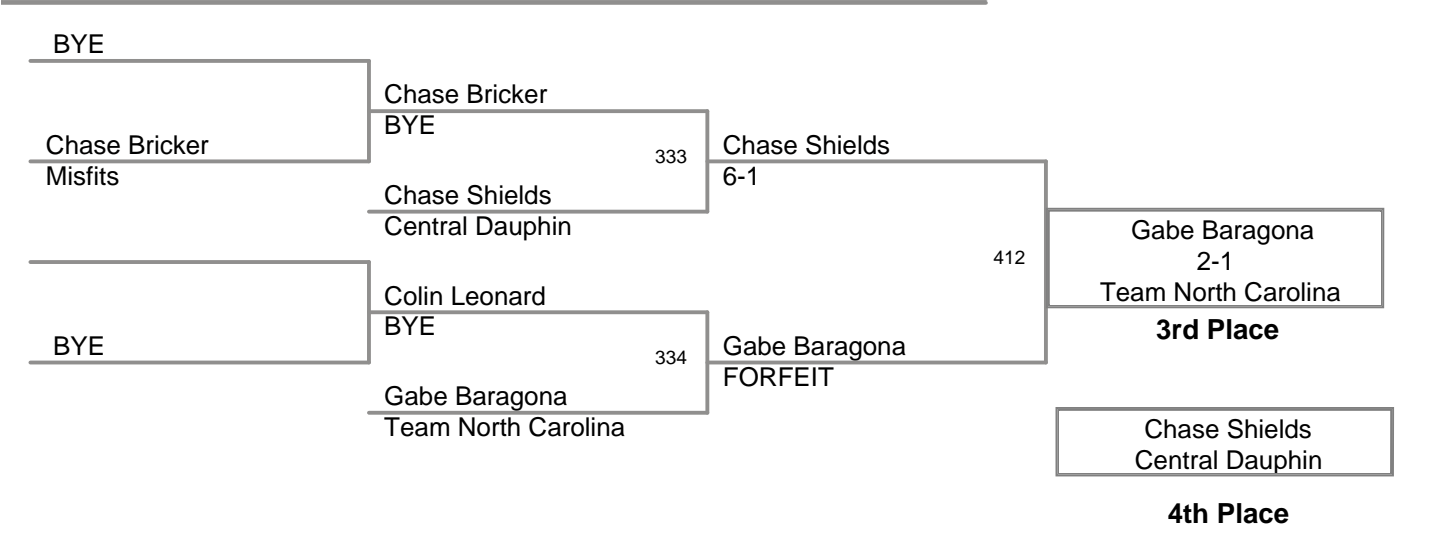 BYE
Chase Bricker
BYE
Chase Bricker
Misfits
333
Chase Shields
6-1
Chase Shields
Central Dauphin
Gabe Baragona
2-1
Team North Carolina
3rd Place
412
Colin Leonard
BYE
BYE
334
Gabe Baragona
FORFEIT
Gabe Baragona
Team North Carolina
Chase Shields
Central Dauphin
4th Place